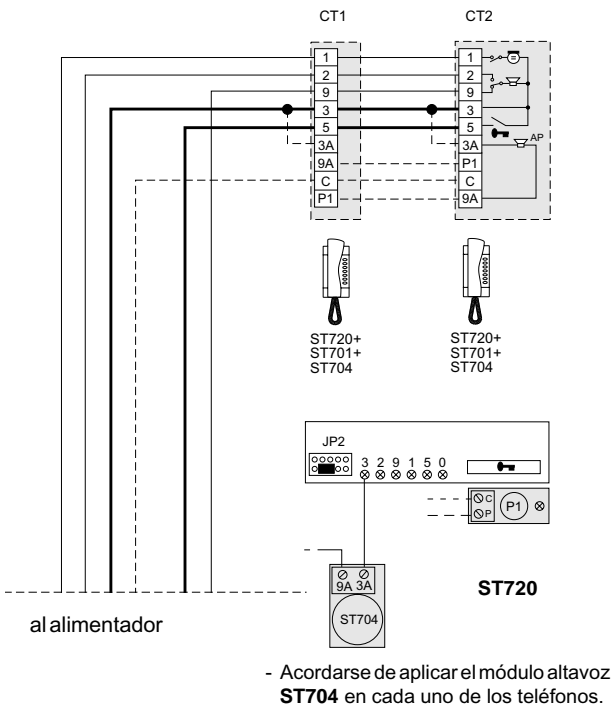 CT1 CT2
1 1
2 2
9 9
3 3
5 5
3A 3A AP
9A P1
C C
P1 9A
ST720+ ST720+
ST701+ ST701+
ST704 ST704
JP2
3 2 9 1 5 0
C
P P1
9A 3A
ST704
ST720
al alimentador
- Acordarse de aplicar el módulo altavoz
ST704 en cada uno de los teléfonos.